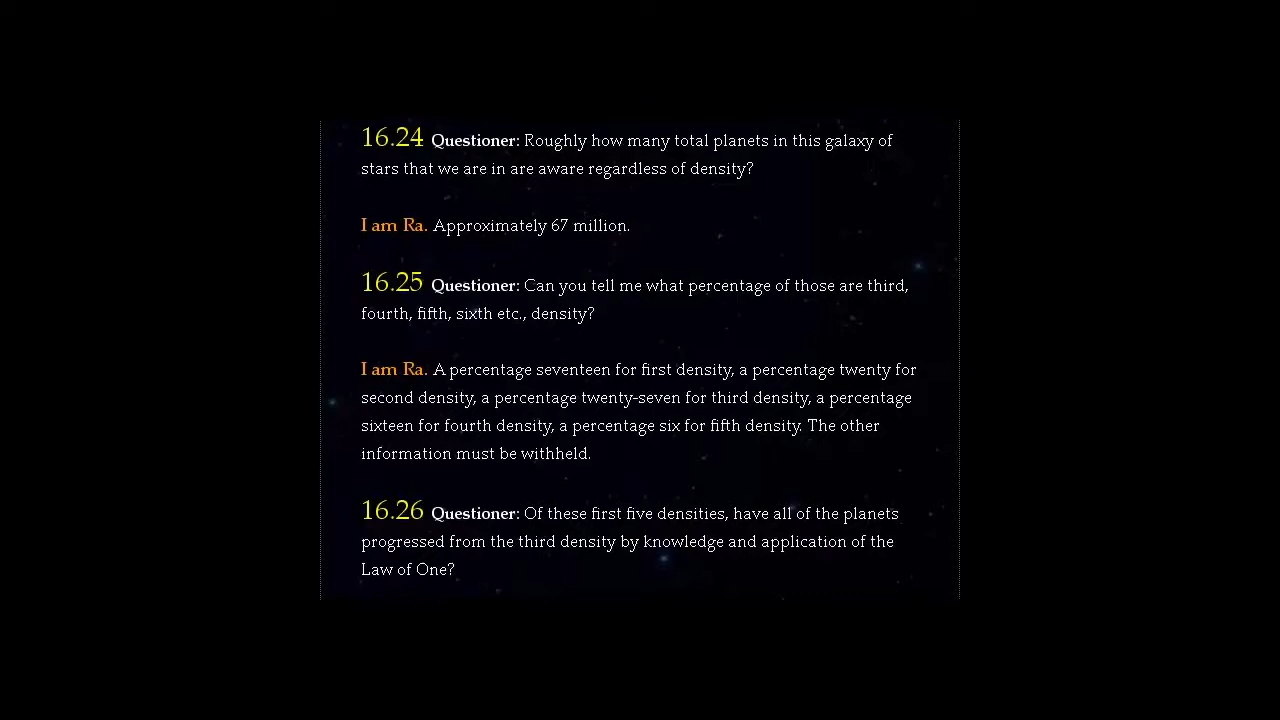 16.24 Questioner: Roughly how many total planets in this galaxy of
stars that we are in are aware regardless of density?
I am Ra. Approximately 67 million.
16.25 Questioner: Can you tell me what percentage of those are third,
fourth, fifth, sixth etc., density?
I am Ra. A percentage seventeen for first density, a percentage twenty for
second density, a percentage twenty-seven for third density, a percentage
sixteen for fourth density, a percentage six for fifth density. The other
information must be withheld.
16.26 Questioner: Of these first five densities, have all of the planets
progressed from the third density by knowledge and application of the
Law of One?